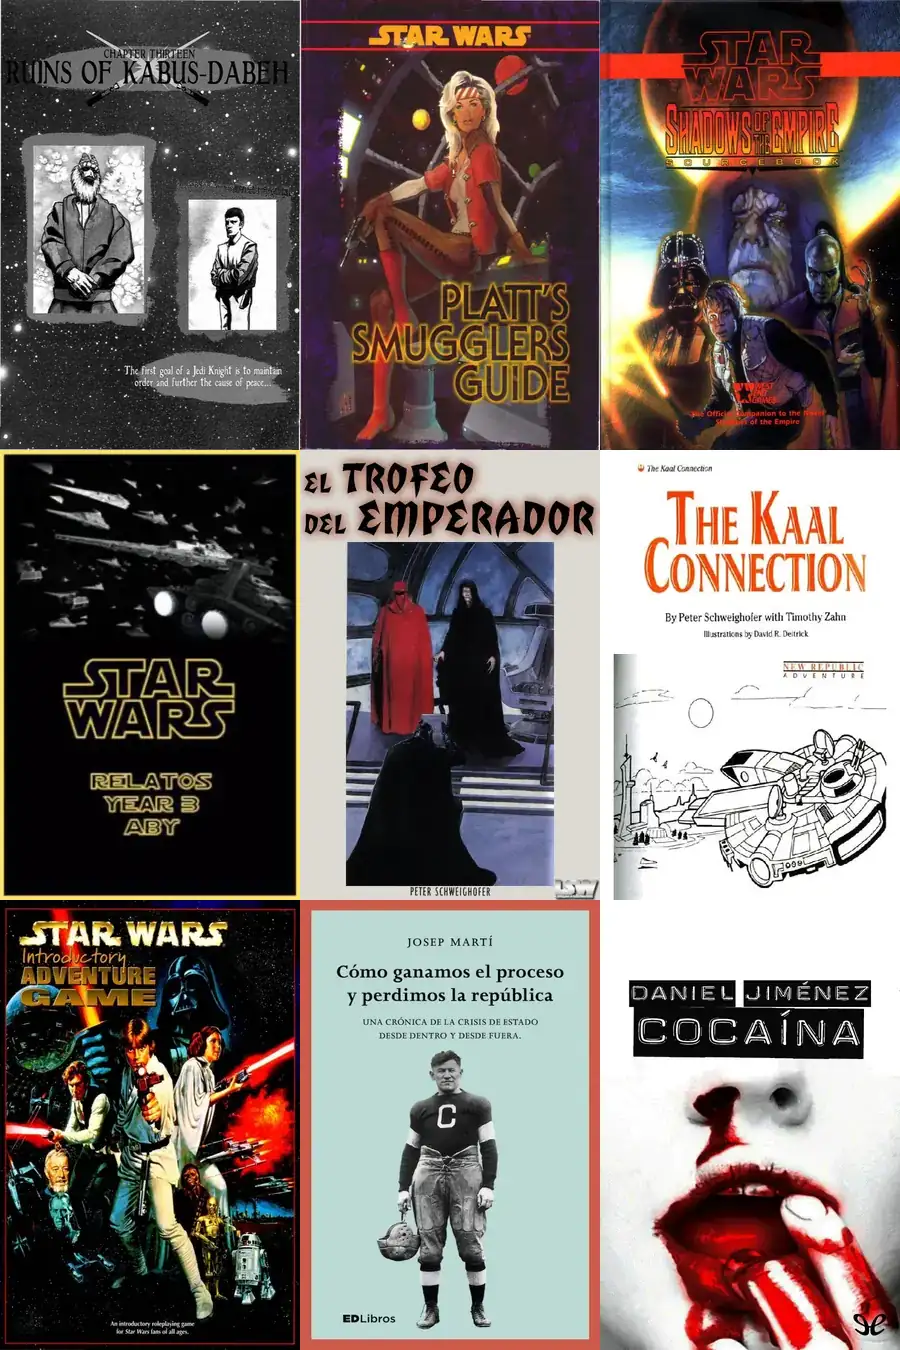 CHAPTER THIRTEEN
RUINS OF KABUS-DABEH
The first goal of a Jedi Knight is to maintain
order and further the cause of peace...
STAR WARS
PLATT'S
SMUGGLERS
GUIDE
STAR
WARS
SHADOWS OF THE EMPIRE
SOURCEBOOK
WEST
END
GAMES
The Official Companion to the Novel
Shadows of the Empire
STAR
WARS
RELATOS
YEAR 3
ABY
EL TROFEO
DEL EMPERADOR
PETER SCHWEIGHOFER
LSW
The Kaal Connection
THE KAAL
CONNECTION
By Peter Schweighofer with Timothy Zahn
Illustrations by David R. Deitrick
NEW REPUBLIC
ADVENTURE
STAR WARS
Introductory
ADVENTURE
GAME
An introductory roleplaying game
for Star Wars fans of all ages.
JOSEP MARTÍ
Cómo ganamos el proceso
y perdimos la república
UNA CRÓNICA DE LA CRISIS DE ESTADO
DESDE DENTRO Y DESDE FUERA.
C
EDLibros
DANIEL JIMÉNEZ
COCAÍNA